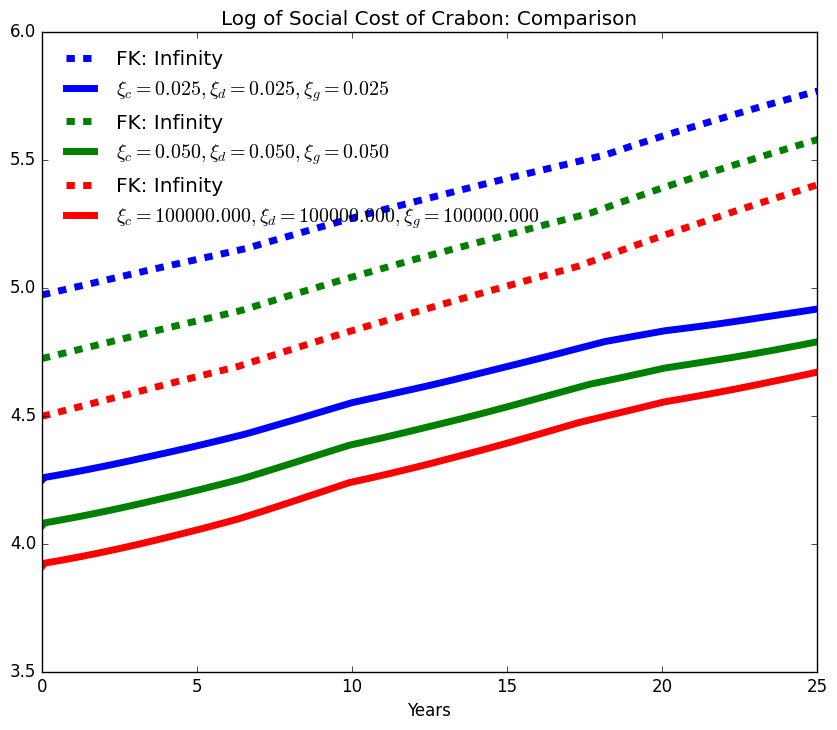 Log of Social Cost of Crabon: Comparison
6.0
FK: Infinity
ξc = 0.025, ξd = 0.025, ξg = 0.025
FK: Infinity
ξc = 0.050, ξd = 0.050, ξg = 0.050
FK: Infinity
ξc = 100000.000, ξd = 100000.000, ξg = 100000.000
5.5
5.0
4.5
4.0
3.5
0 5 10 15 20 25
Years